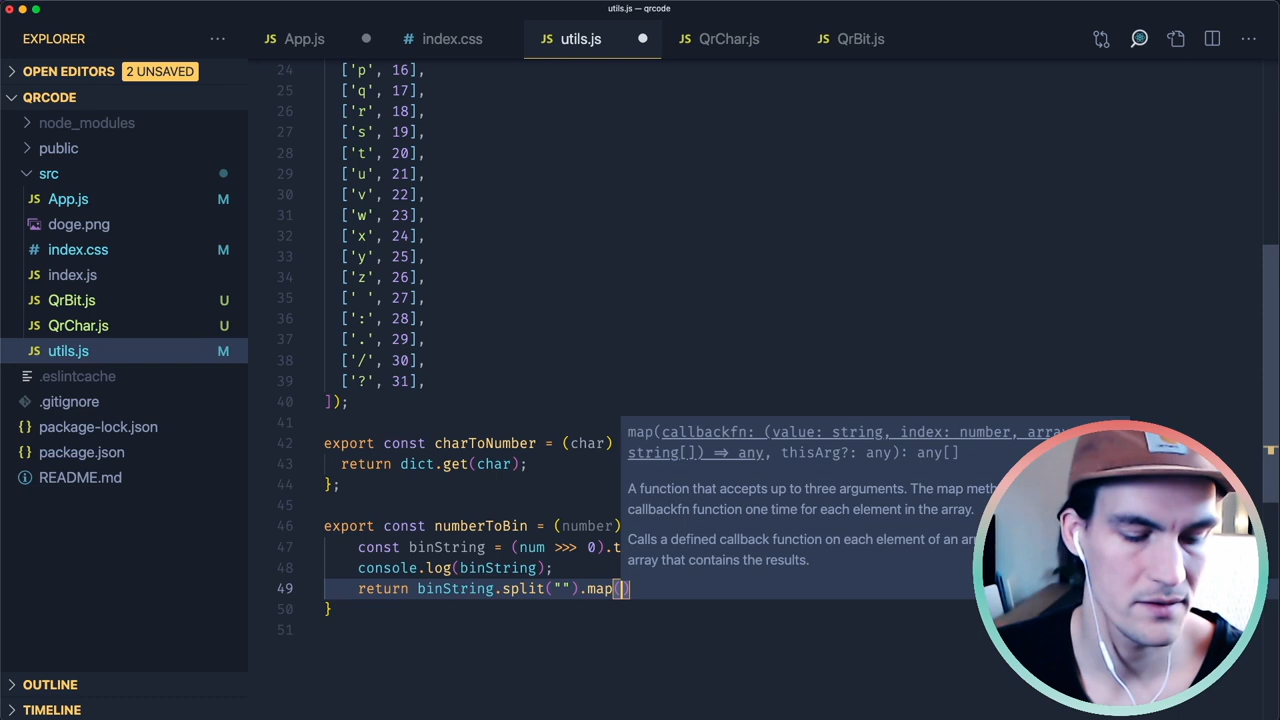 utils.js — qrcode
EXPLORER
App.js
index.css
utils.js
QrChar.js
QrBit.js
OPEN EDITORS 2 UNSAVED
QRCODE
node_modules
public
src
JS App.js M
doge.png
# index.css M
JS index.js
JS QrBit.js U
JS QrChar.js U
JS utils.js M
.eslintcache
.gitignore
{} package-lock.json
{} package.json
README.md
OUTLINE
TIMELINE
24 ['p', 16],
25 ['q', 17],
26 ['r', 18],
27 ['s', 19],
28 ['t', 20],
29 ['u', 21],
30 ['v', 22],
31 ['w', 23],
32 ['x', 24],
33 ['y', 25],
34 ['z', 26],
35 [' ', 27],
36 [':', 28],
37 ['.', 29],
38 ['/', 30],
39 ['?', 31],
40 ]);
41
42 export const charToNumber = (char)
43 return dict.get(char);
44 };
45
46 export const numberToBin = (number)
47 const binString = (num >>> 0).t
48 console.log(binString);
49 return binString.split("").map()
50 }
51
map(callbackfn: (value: string, index: number, array
string[]) => any, thisArg?: any): any[]
A function that accepts up to three arguments. The map meth
callbackfn function one time for each element in the array.
Calls a defined callback function on each element of an arr
array that contains the results.